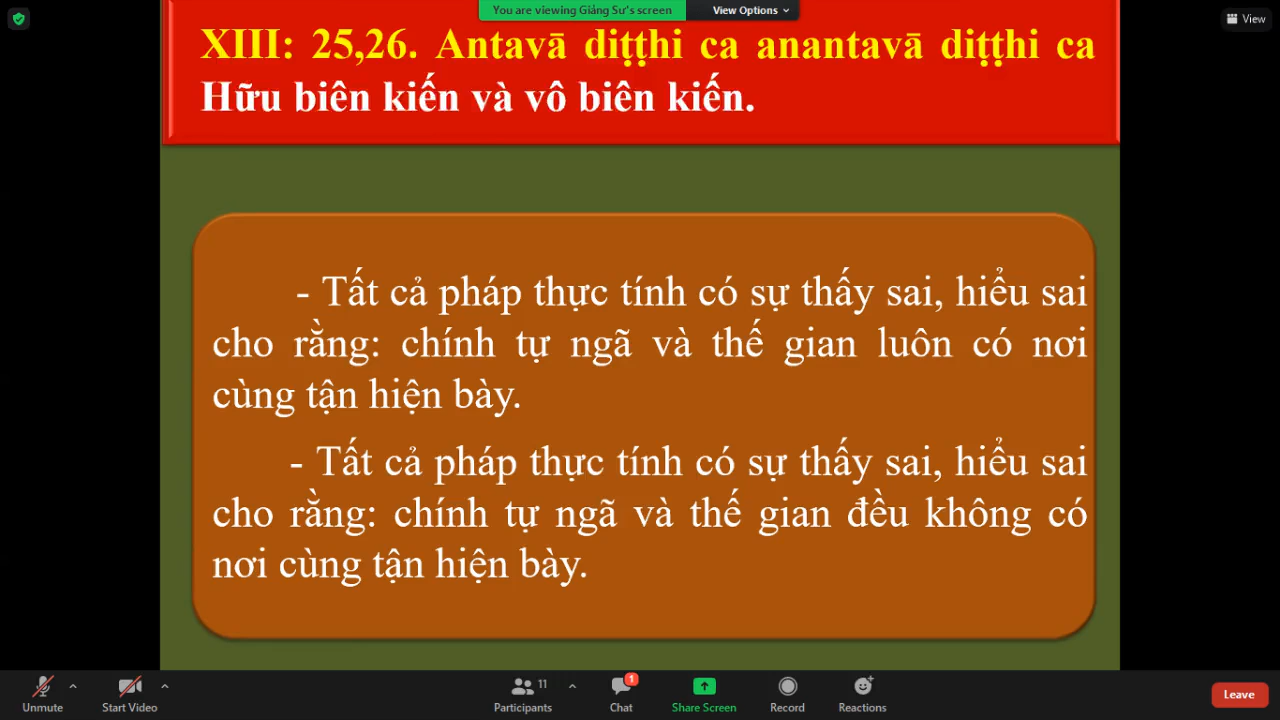 You are viewing Giảng Sư's screen
View Options
View
XIII: 25,26. Antavā diṭṭhi ca anantavā diṭṭhi ca
Hữu biên kiến và vô biên kiến.
- Tất cả pháp thực tính có sự thấy sai, hiểu sai
cho rằng: chính tự ngã và thế gian luôn có nơi
cùng tận hiện bày.
- Tất cả pháp thực tính có sự thấy sai, hiểu sai
cho rằng: chính tự ngã và thế gian đều không có
nơi cùng tận hiện bày.
Unmute
Start Video
11
Participants
1
Chat
Share Screen
Record
Reactions
Leave